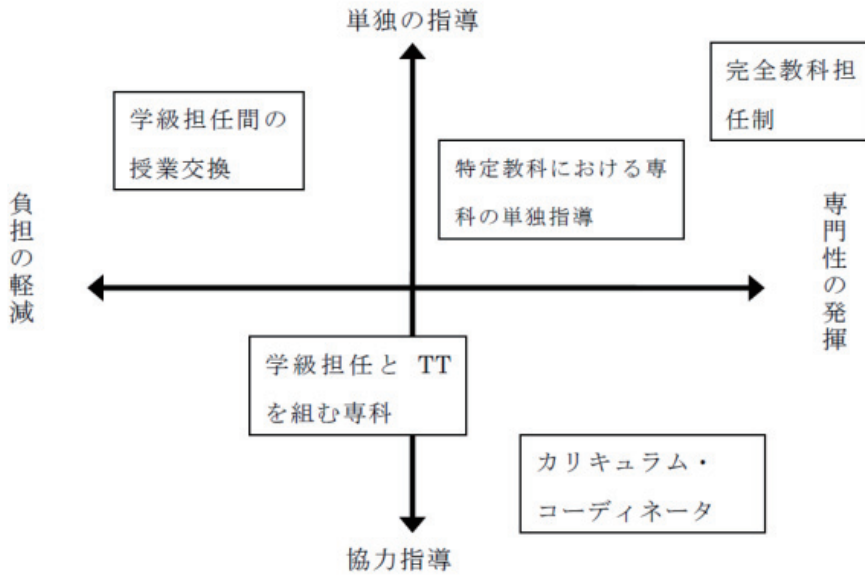 単独の指導
完全教科担
任制
学級担任間の
授業交換
特定教科における専
科の単独指導
負担の軽減
専門性の発揮
学級担任と TT
を組む専科
カリキュラム・
コーディネータ
協力指導